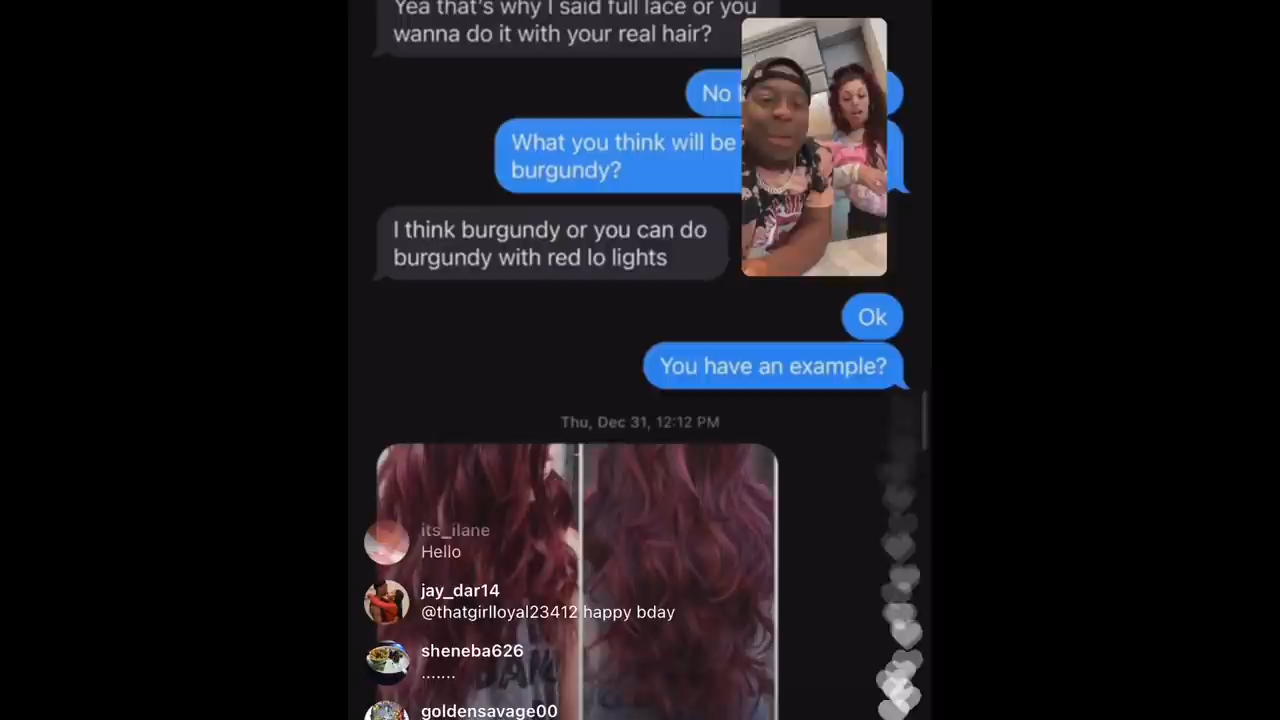 Yea that's why I said full lace or you
wanna do it with your real hair?
No
What you think will be
burgundy?
I think burgundy or you can do
burgundy with red lo lights
Ok
You have an example?
Thu, Dec 31, 12:12 PM
its_ilane
Hello
jay_dar14
@thatgirlloyal23412 happy bday
sheneba626
.......
goldensavage00